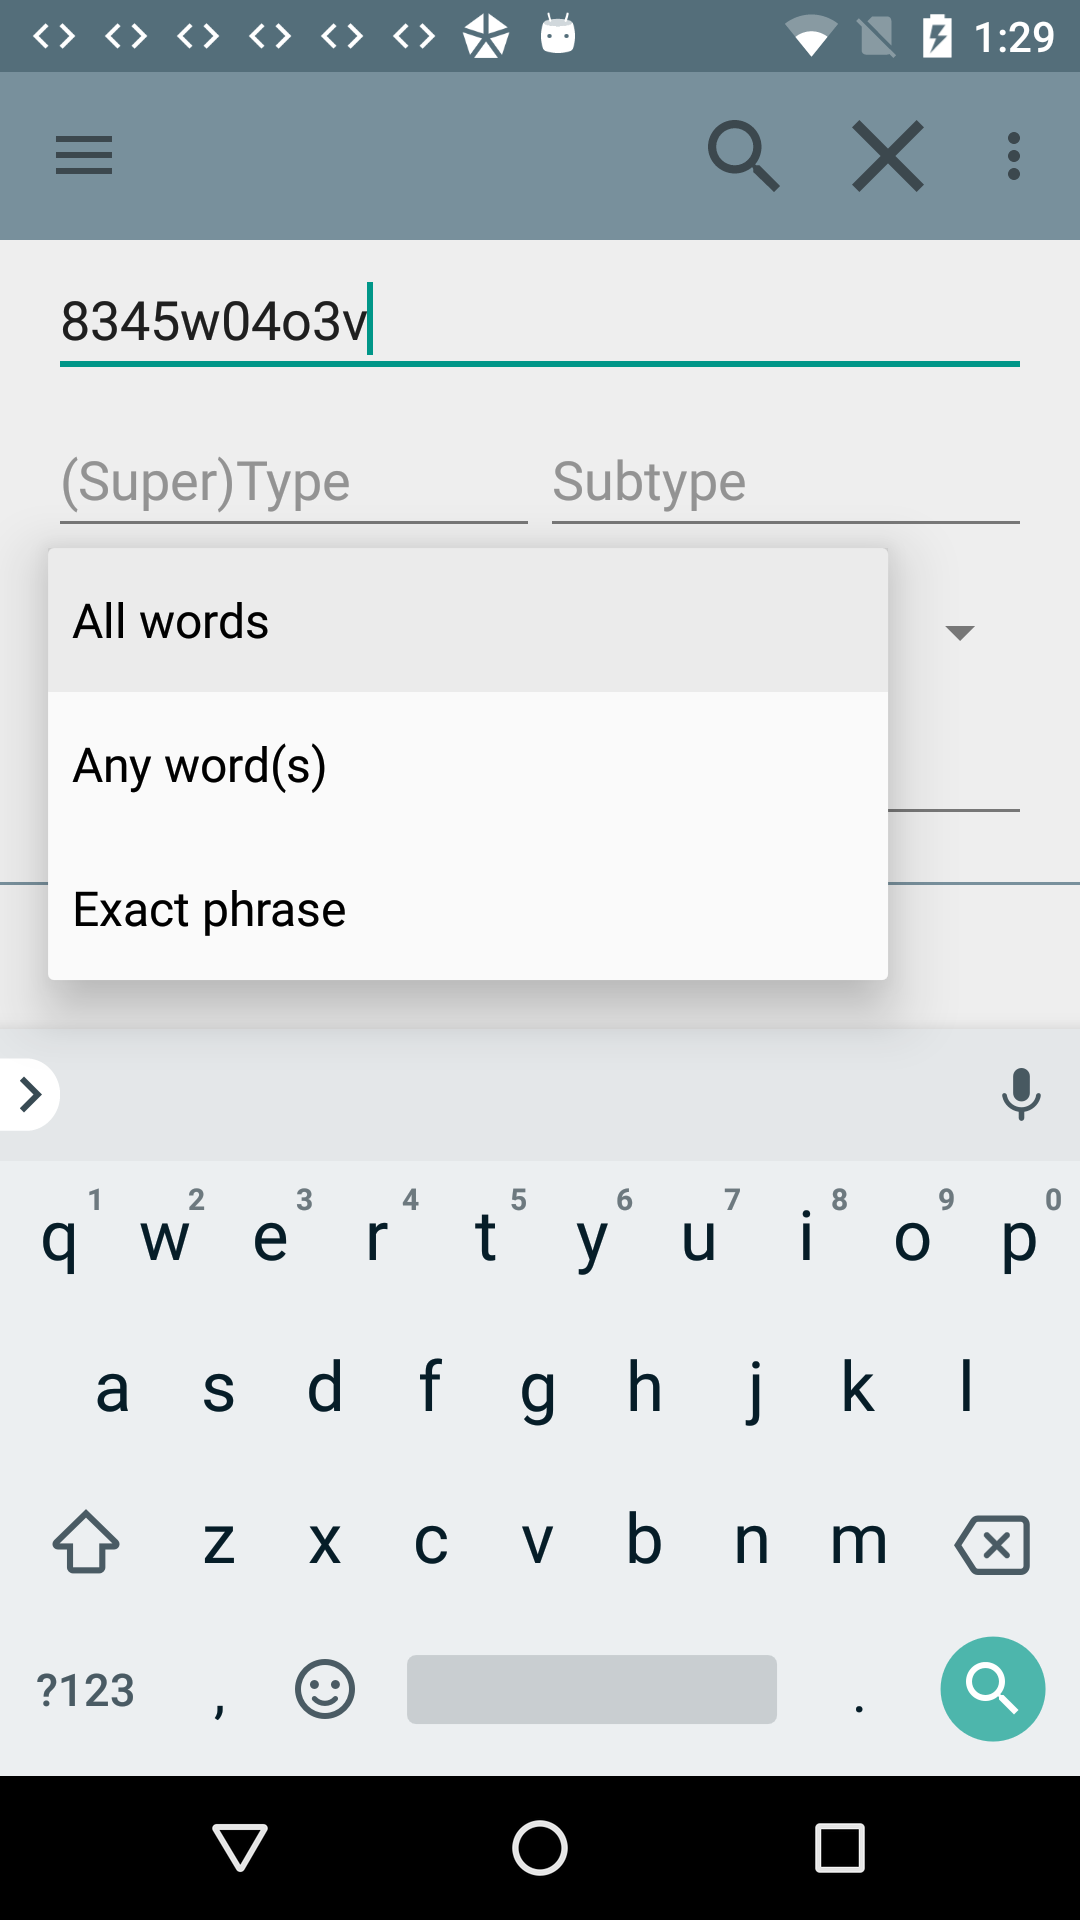 1:29
8345w04o3v
(Super)Type Subtype
All words
Any word(s)
Exact phrase
1 2 3 4 5 6 7 8 9 0
q w e r t y u i o p
a s d f g h j k l
z x c v b n m
?123 , .